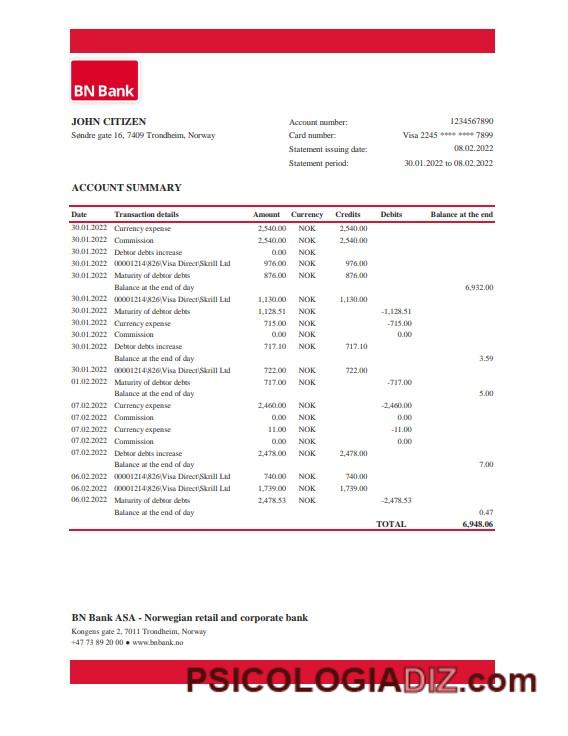 BN Bank
JOHN CITIZEN
Søndre gate 16, 7409 Trondheim, Norway
Account number: 1234567890
Card number: Visa 2245 **** **** 7899
Statement issuing date: 08.02.2022
Statement period: 30.01.2022 to 08.02.2022
ACCOUNT SUMMARY
Date Transaction details Amount Currency Credits Debits Balance at the end
30.01.2022 Currency expense 2,540.00 NOK 2,540.00
30.01.2022 Commission 2,540.00 NOK 2,540.00
30.01.2022 Debtor debts increase 0.00 NOK
30.01.2022 00001214\826\Visa Direct\Skrill Ltd 976.00 NOK 976.00
30.01.2022 Maturity of debtor debts 876.00 NOK 876.00
Balance at the end of day 6,932.00
30.01.2022 00001214\826\Visa Direct\Skrill Ltd 1,130.00 NOK 1,130.00
30.01.2022 Maturity of debtor debts 1,128.51 NOK -1,128.51
30.01.2022 Currency expense 715.00 NOK -715.00
30.01.2022 Commission 0.00 NOK 0.00
30.01.2022 Debtor debts increase 717.10 NOK 717.10
Balance at the end of day 3.59
30.01.2022 00001214\826\Visa Direct\Skrill Ltd 722.00 NOK 722.00
01.02.2022 Maturity of debtor debts 717.00 NOK -717.00
Balance at the end of day 5.00
07.02.2022 Currency expense 2,460.00 NOK -2,460.00
07.02.2022 Commission 0.00 NOK 0.00
07.02.2022 Currency expense 11.00 NOK -11.00
07.02.2022 Commission 0.00 NOK 0.00
07.02.2022 Debtor debts increase 2,478.00 NOK 2,478.00
Balance at the end of day 7.00
06.02.2022 00001214\826\Visa Direct\Skrill Ltd 740.00 NOK 740.00
06.02.2022 00001214\826\Visa Direct\Skrill Ltd 1,739.00 NOK 1,739.00
06.02.2022 Maturity of debtor debts 2,478.53 NOK -2,478.53
Balance at the end of day 0.47
TOTAL 6,948.06
BN Bank ASA - Norwegian retail and corporate bank
Kongens gate 2, 7011 Trondheim, Norway
+47 73 89 20 00 ● www.bnbank.no
PSICOLOGIADIZ.com